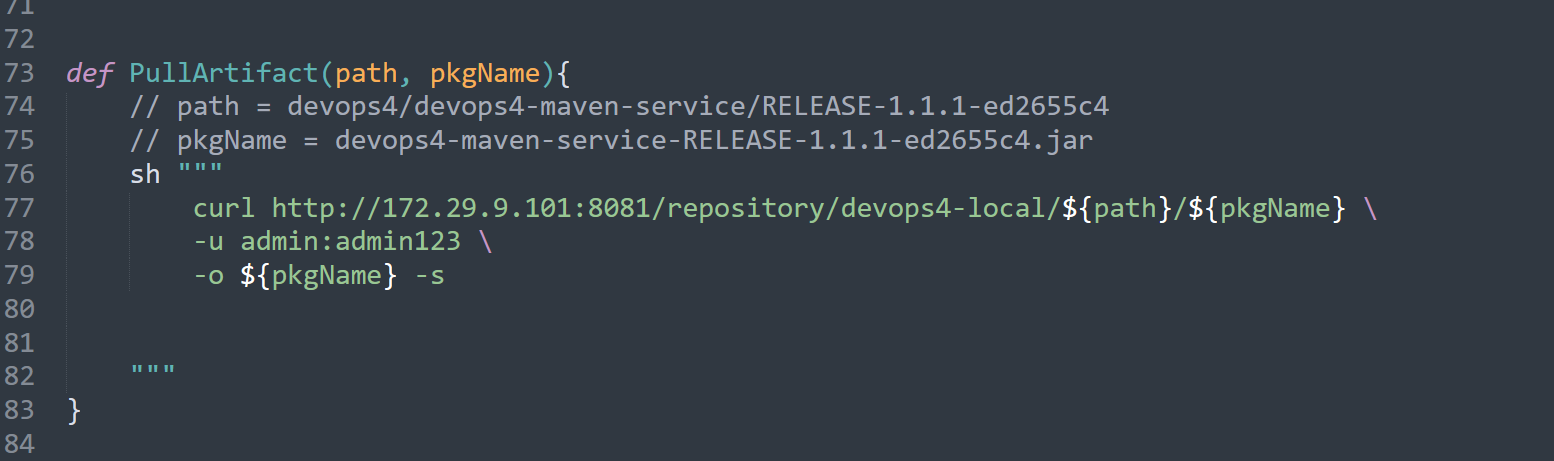 71
72
73 def PullArtifact(path, pkgName){
74     // path = devops4/devops4-maven-service/RELEASE-1.1.1-ed2655c4
75     // pkgName = devops4-maven-service-RELEASE-1.1.1-ed2655c4.jar
76     sh """
77         curl http://172.29.9.101:8081/repository/devops4-local/${path}/${pkgName} \
78         -u admin:admin123 \
79         -o ${pkgName} -s
80
81
82     """
83 }
84